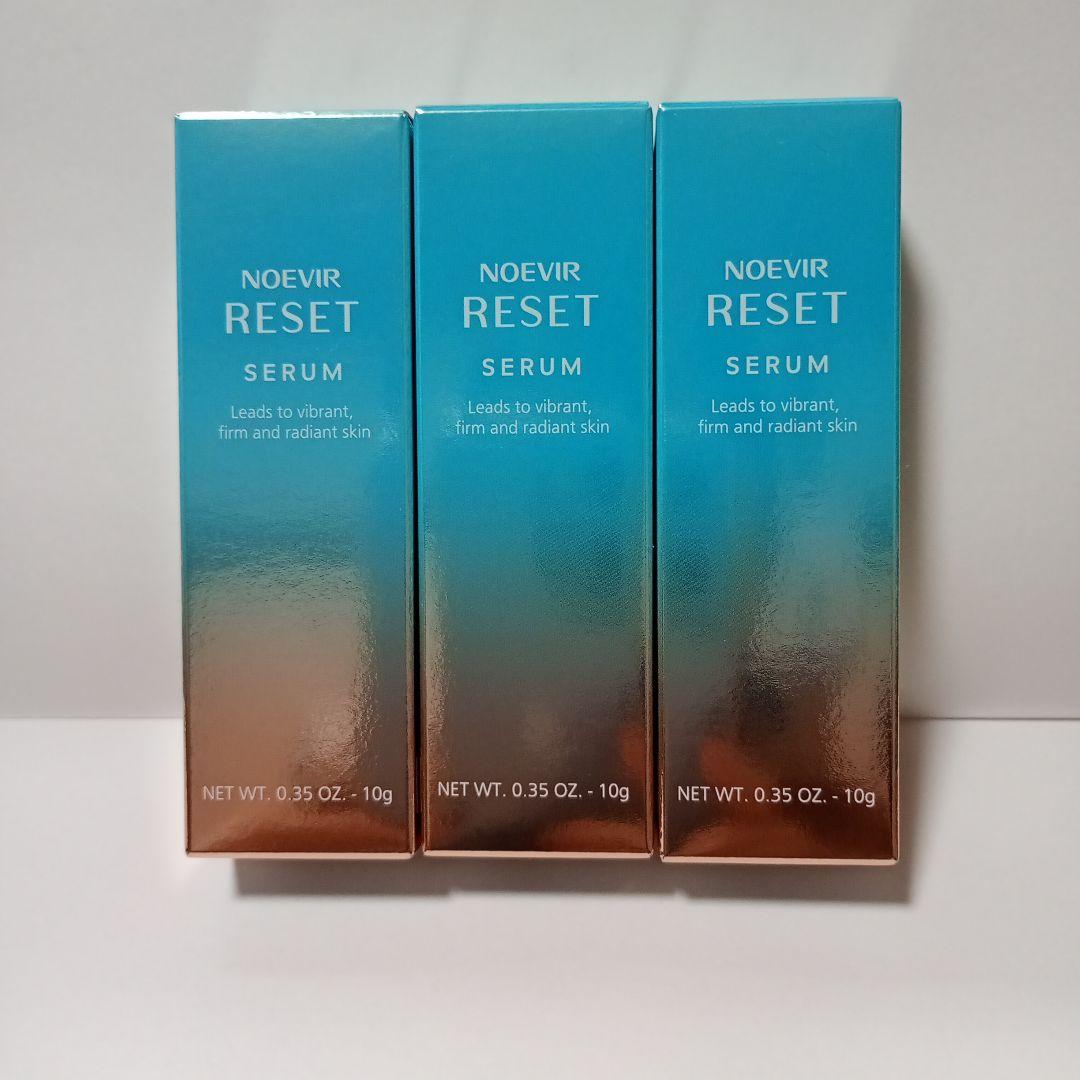 NOEVIR
RESET
SERUM
Leads to vibrant,
firm and radiant skin
NET WT. 0.35 OZ. - 10g
NOEVIR
RESET
SERUM
Leads to vibrant,
firm and radiant skin
NET WT. 0.35 OZ. - 10g
NOEVIR
RESET
SERUM
Leads to vibrant,
firm and radiant skin
NET WT. 0.35 OZ. - 10g